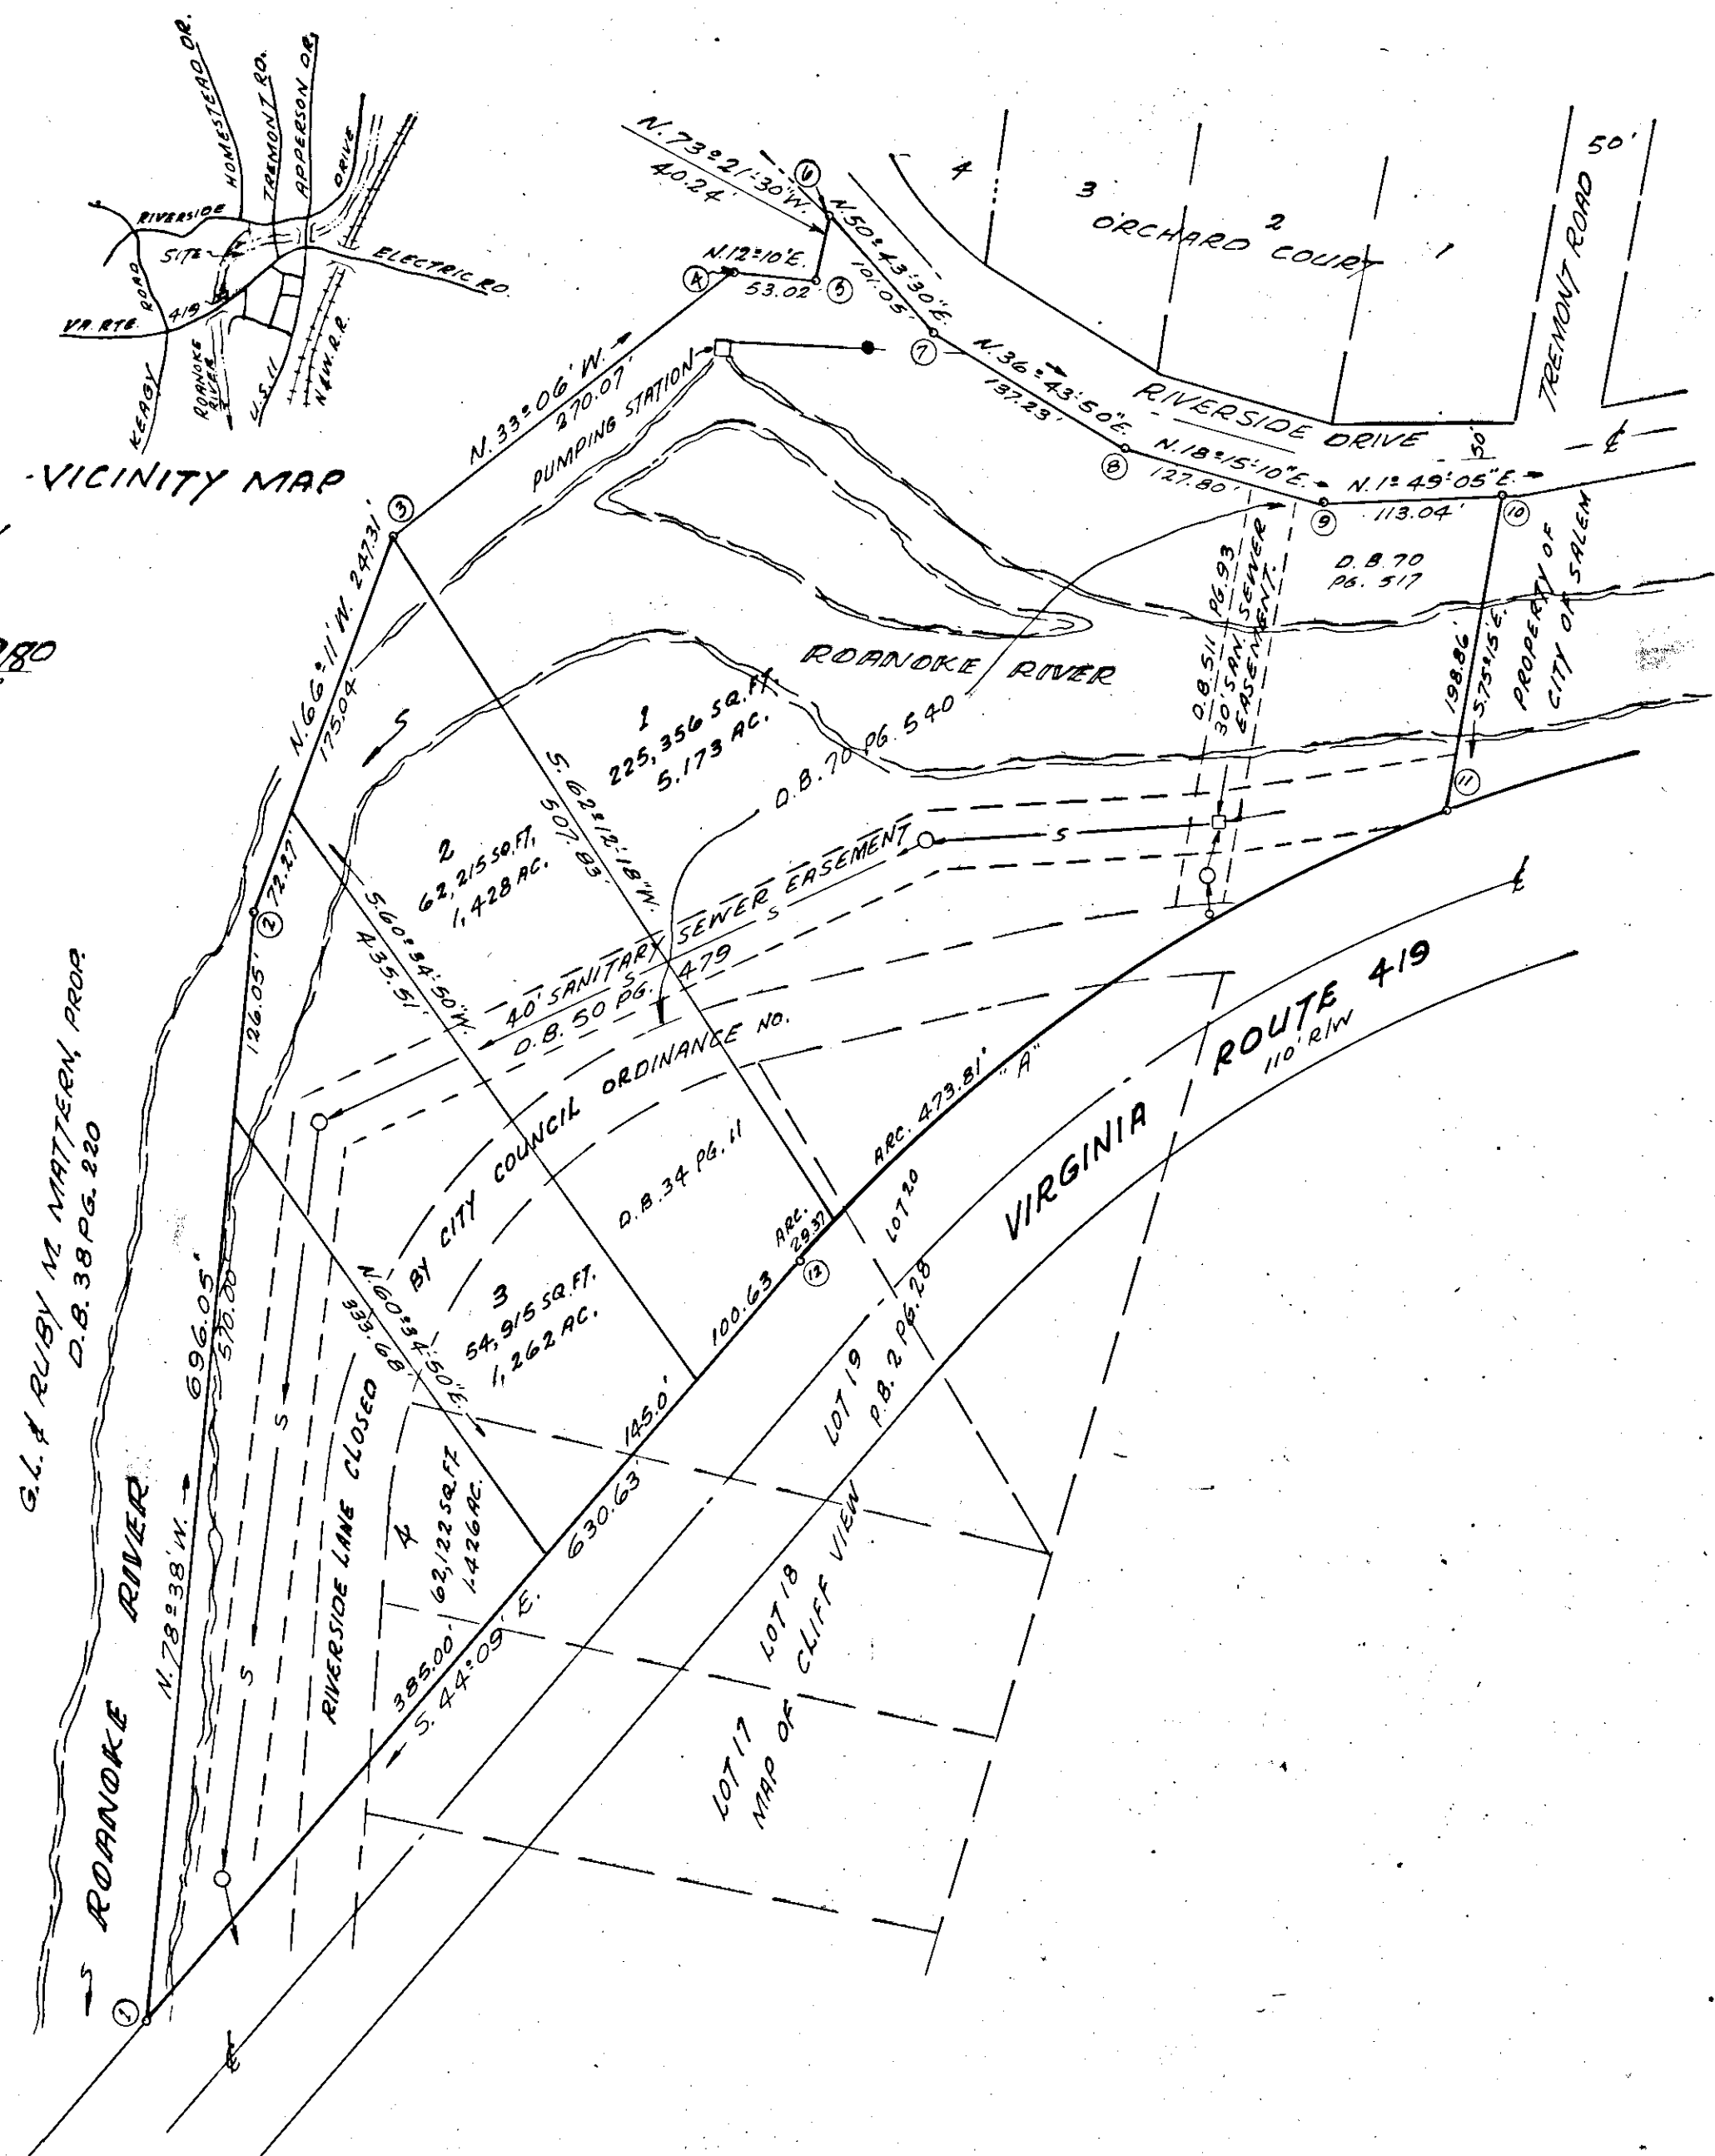 HOMESTEAD DR.
TREMONT RD.
APPERSON DR.
DRIVE
RIVERSIDE
SITE
ELECTRIC RD.
ROAD
VA. RTE. 419
KEAGY
ROANOKE
RIVER
U.S. 11
N&W. R.R.
VICINITY MAP
N.73°21'30"W.
40.24'
6
N.50°43'30"E.
101.05'
N.12°10'E.
53.02'
4
5
7
4
3
2
1
ORCHARD COURT
50'
TREMONT ROAD
N.36°43'50"E.
137.23'
RIVERSIDE DRIVE
50'
8
N.18°15'10"E.
127.80'
9
N.1°49'05"E.
113.04'
10
N.33°06'W.
270.07'
PUMPING STATION
3
D.B.70
PG. 517
PROPERTY OF
CITY OF SALEM
198.86'
S.75°15'E.
11
D.B.511 PG.93
30' SAN. SEWER
EASEMENT.
ROANOKE RIVER
N.66°11'W. 247.31'
175.04'
72.27'
2
S
1
225,356 SQ.FT.
5.173 AC.
D.B.70 PG.540
S.62°12'18"W.
507.83'
2
62,215 SQ.FT,
1,428 AC.
S.60°34'50"W.
435.51'
40' SANITARY SEWER EASEMENT
D.B. 50 PG. 479
S
S
S
126.05'
BY CITY COUNCIL ORDINANCE NO.
D.B.34 PG.11
ARC. 473.81'
"A"
ARC.
29.37
12
LOT 20
VIRGINIA
ROUTE 419
110' R/W
G.L. & RUBY M. MATTERN, PROP.
D.B. 38 PG. 220
696.05'
570.00'
N.78°38'W.
N.60°34'50"E.
333.68'
3
54,915 SQ.FT.
1,262 AC.
100.63
145.0'
630.63'
385.00'
S.44°09'E.
4
62,122 SQ.FT
1.426 AC.
RIVERSIDE LANE CLOSED
S
S
LOT 19
P.B. 2 PG. 28
LOT 18
LOT 17
MAP OF CLIFF VIEW
ROANOKE RIVER
S
1